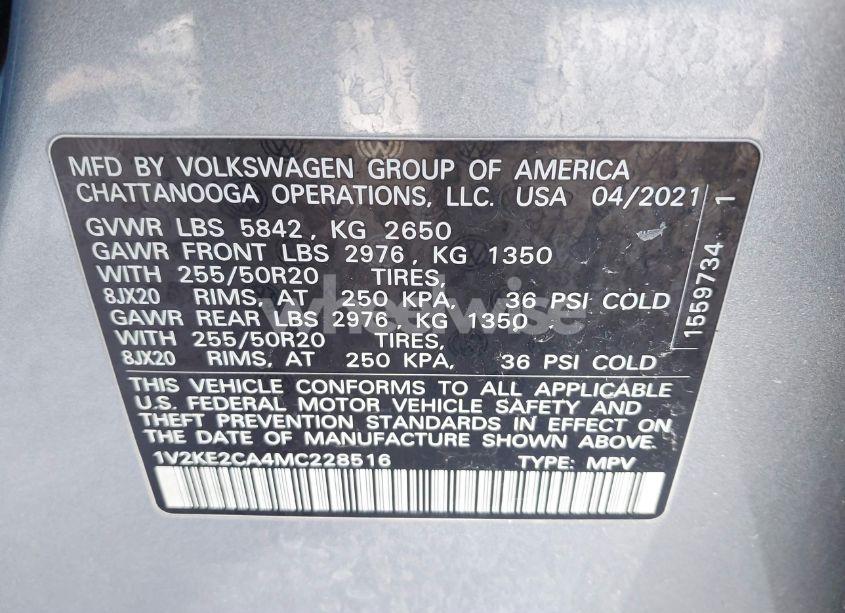 MFD BY VOLKSWAGEN GROUP OF AMERICA
CHATTANOOGA OPERATIONS, LLC. USA 04/2021
GVWR LBS 5842, KG 2650
GAWR FRONT LBS 2976, KG 1350
WITH 255/50R20 TIRES,
8JX20 RIMS, AT 250 KPA, 36 PSI COLD
GAWR REAR LBS 2976, KG 1350
WITH 255/50R20 TIRES,
8JX20 RIMS, AT 250 KPA, 36 PSI COLD
THIS VEHICLE CONFORMS TO ALL APPLICABLE
U.S. FEDERAL MOTOR VEHICLE SAFETY AND
THEFT PREVENTION STANDARDS IN EFFECT ON
THE DATE OF MANUFACTURE SHOWN ABOVE.
1V2KE2CA4MC228516 TYPE: MPV
1559734 1
wheelwise